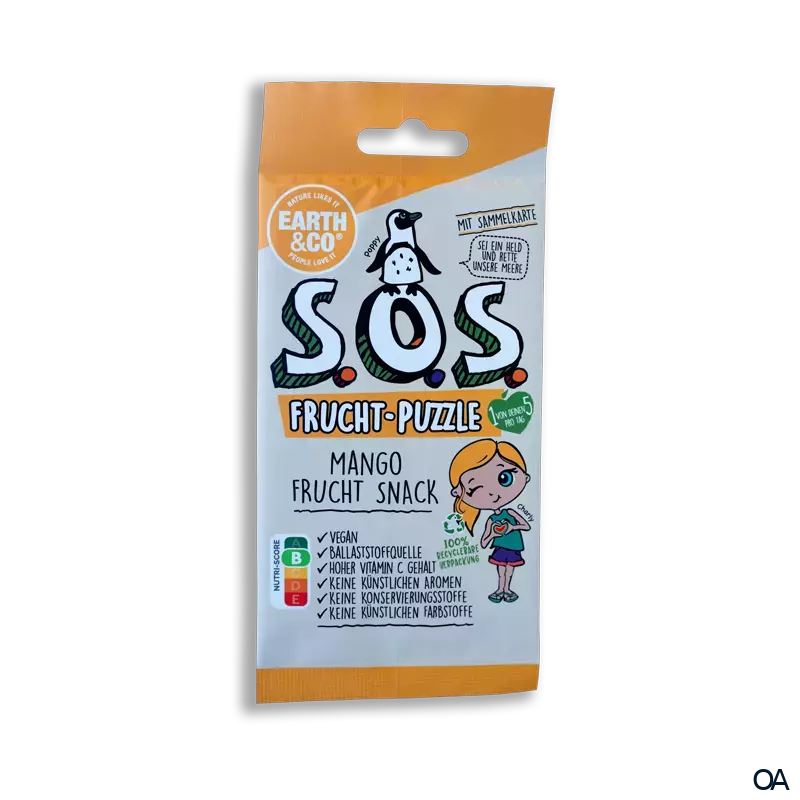 NATURE LIKES IT
EARTH
&CO®
PEOPLE LOVE IT
Poppy
MIT SAMMELKARTE
SEI EIN HELD
UND RETTE
UNSERE MEERE
S.O.S.
FRUCHT-PUZZLE
1 VON DEINEN 5
PRO TAG
MANGO
FRUCHT SNACK
Charly
100%
RECYCLEBARE
VERPACKUNG
NUTRI-SCORE
A
B
C
D
E
✓VEGAN
✓BALLASTSTOFFQUELLE
✓HOHER VITAMIN C GEHALT
✓KEINE KÜNSTLICHEN AROMEN
✓KEINE KONSERVIERUNGSSTOFFE
✓KEINE KÜNSTLICHEN FARBSTOFFE
OA